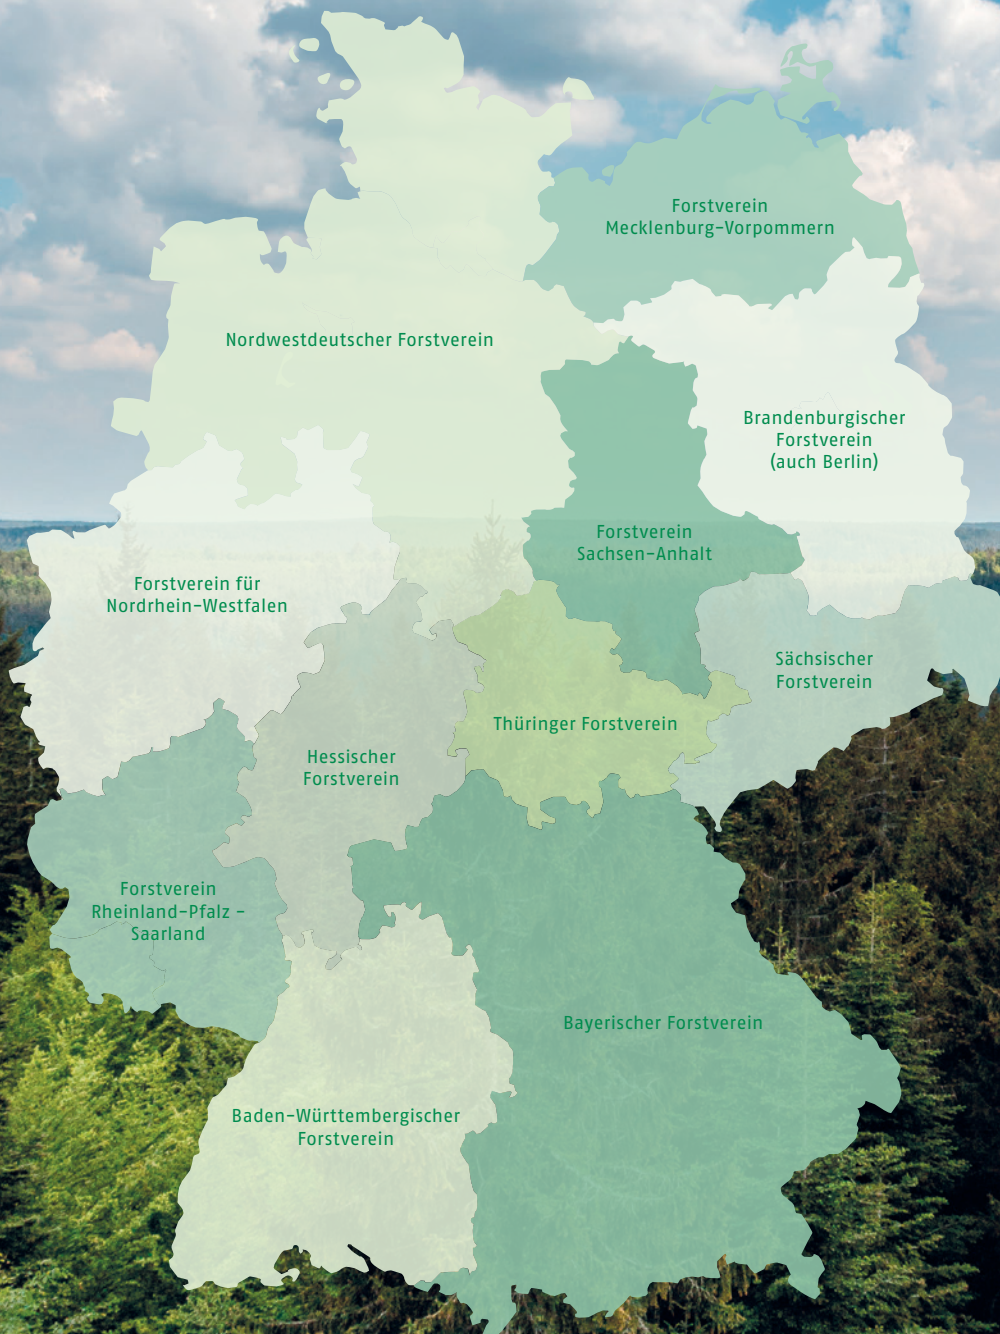 Forstverein
Mecklenburg-Vorpommern
Nordwestdeutscher Forstverein
Brandenburgischer
Forstverein
(auch Berlin)
Forstverein
Sachsen-Anhalt
Forstverein für
Nordrhein-Westfalen
Sächsischer
Forstverein
Thüringer Forstverein
Hessischer
Forstverein
Forstverein
Rheinland-Pfalz -
Saarland
Bayerischer Forstverein
Baden-Württembergischer
Forstverein